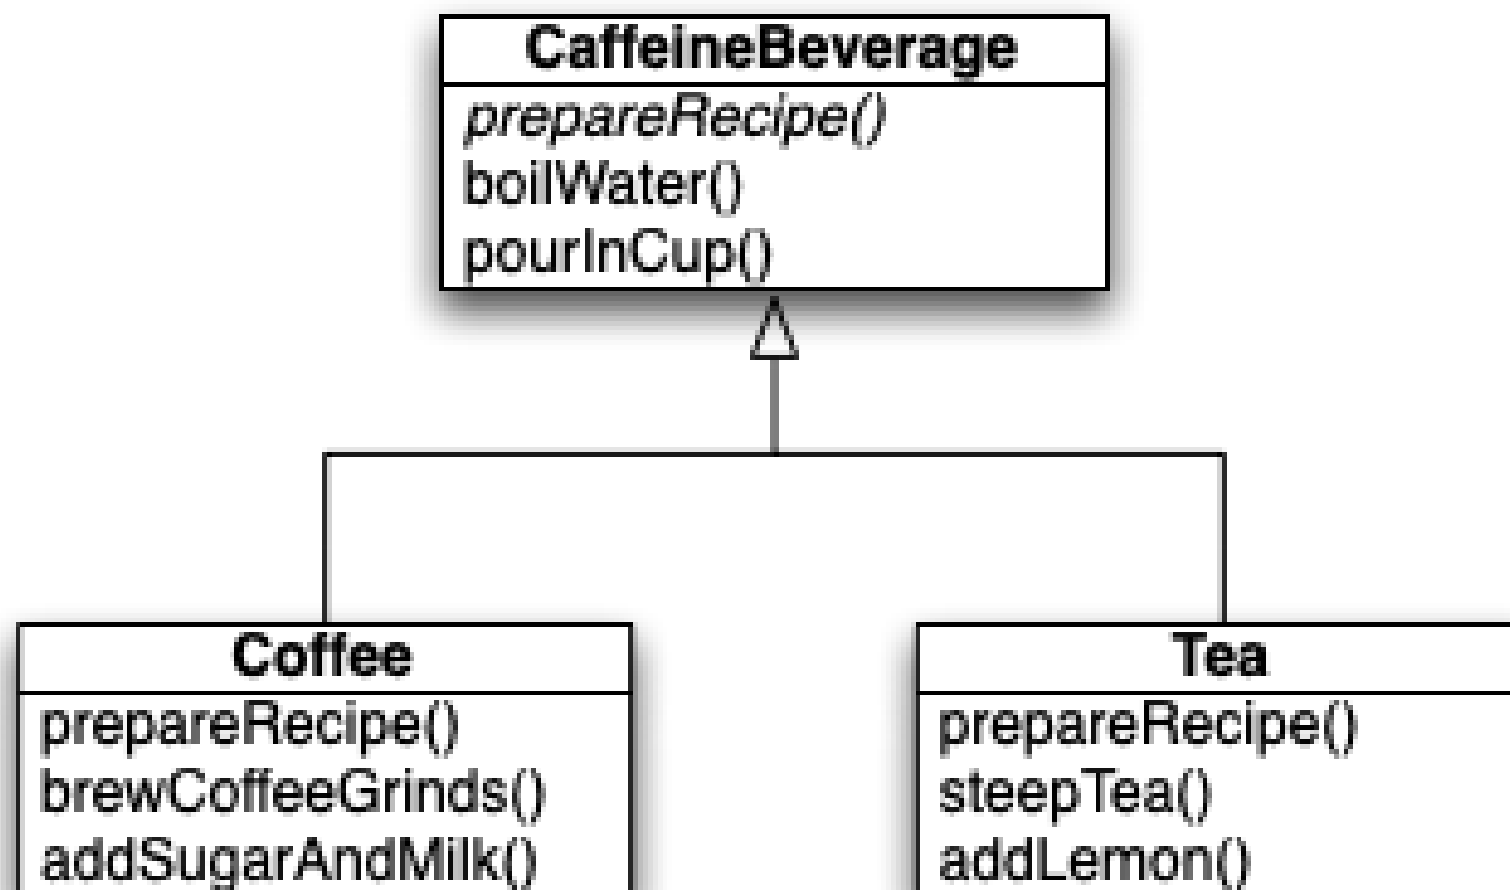 CaffeineBeverage
prepareRecipe()
boilWater()
pourInCup()
Coffee
prepareRecipe()
brewCoffeeGrinds()
addSugarAndMilk()
Tea
prepareRecipe()
steepTea()
addLemon()